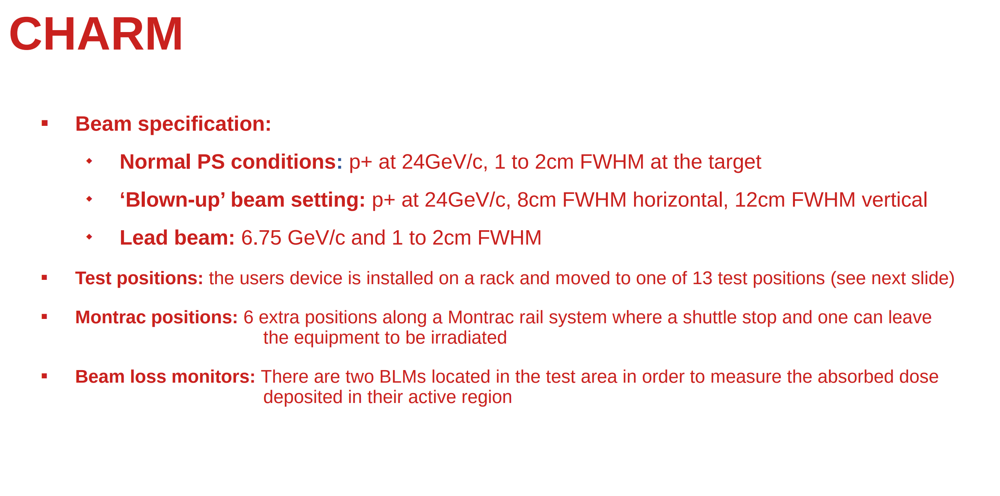 CHARM
▪ Beam specification:
◆ Normal PS conditions: p+ at 24GeV/c, 1 to 2cm FWHM at the target
◆ ‘Blown-up’ beam setting: p+ at 24GeV/c, 8cm FWHM horizontal, 12cm FWHM vertical
◆ Lead beam: 6.75 GeV/c and 1 to 2cm FWHM
▪ Test positions: the users device is installed on a rack and moved to one of 13 test positions (see next slide)
▪ Montrac positions: 6 extra positions along a Montrac rail system where a shuttle stop and one can leave
the equipment to be irradiated
▪ Beam loss monitors: There are two BLMs located in the test area in order to measure the absorbed dose
deposited in their active region